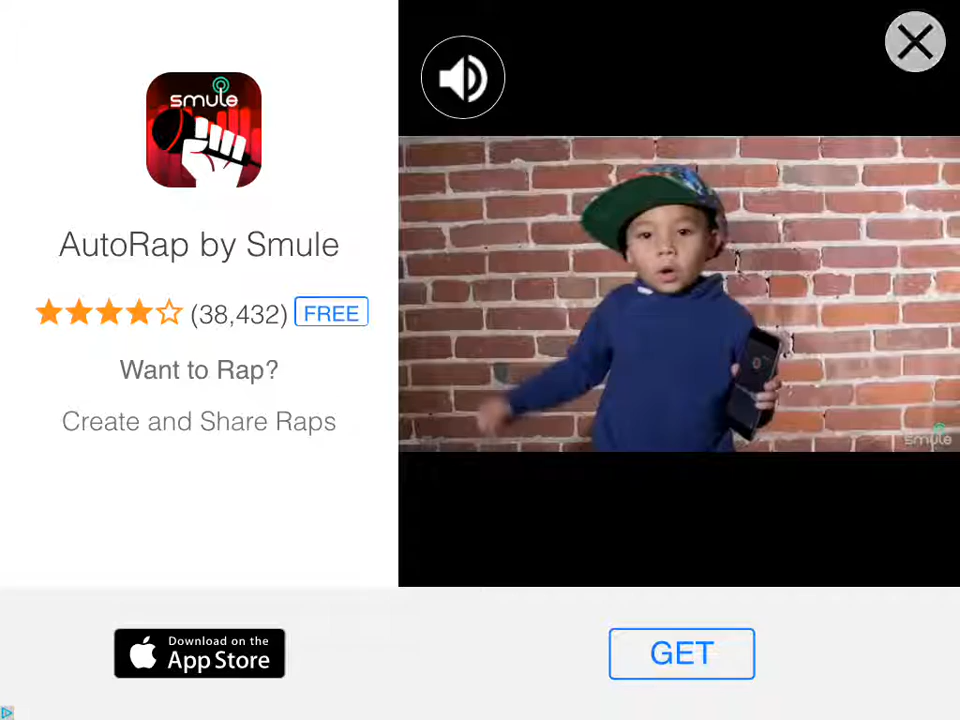 smule
AutoRap by Smule
(38,432) FREE
Want to Rap?
Create and Share Raps
smule
Download on the
App Store
GET